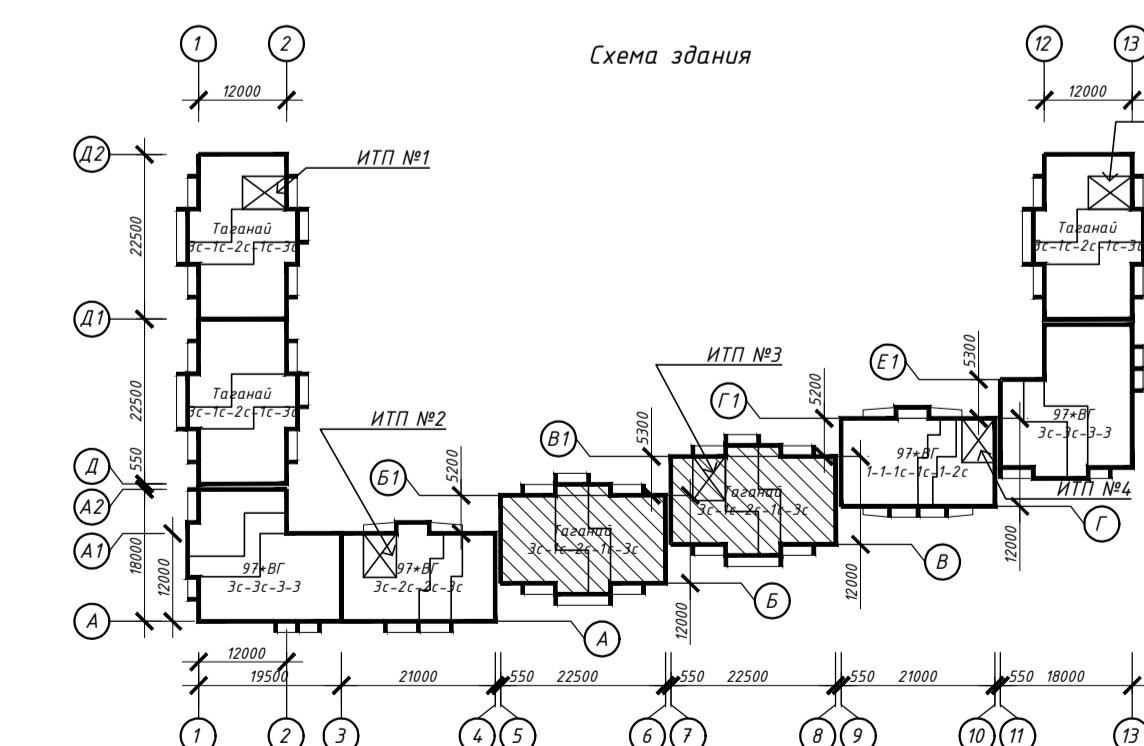 1
2
Схема здания
12
13
12000
12000
Д2
ИТП №1
22500
Таганай
3с-1с-2с-1с-3с
Таганай
3с-1с-2с-1с-3с
Д1
ИТП №3
Е1
5300
22500
Таганай
3с-1с-2с-1с-3с
Г1
5200
ИТП №2
В1
5300
97*ВГ
3с-3с-3-3
Д
550
Б1
5200
97*ВГ
1-1-1с-1с-1-2с
А2
Таганай
3с-1с-2с-1с-3с
ИТП №4
Г
А1
18000
12000
Таганай
3с-1с-2с-1с-3с
12000
97*ВГ
3с-3с-3-3
97*ВГ
3с-2с-2с-3с
В
12000
Б
А
12000
А
12000
19500
21000
550
22500
550
22500
550
21000
550
18000
1
2
3
4
5
6
7
8
9
10
11
13